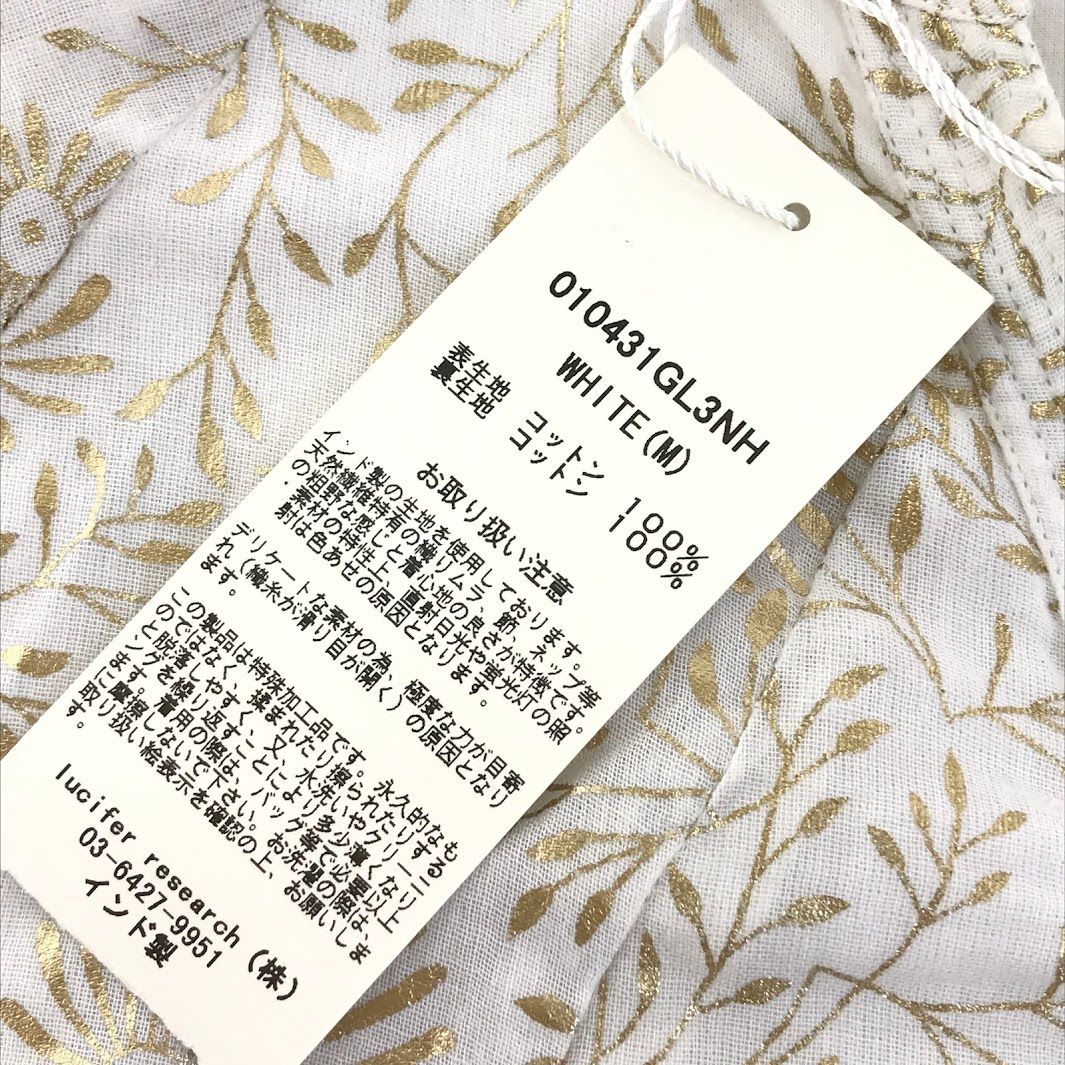 010431GL3NH
WHITE(M)
表生地 コットン 100%
裏生地 コットン 100%
お取り扱い注意
インド製の生地を使用しております。
天然繊維特有の織りムラ、節、ネップ等
の粗野な感じと着心地の良さが特徴です。
・素材の特性上、直射日光や蛍光灯の照
射は色あせの原因となります。
デリケートな素材の為、極度な力が目寄
れ(織糸が滑り目が開く)の原因となり
ます。
この製品は特殊加工品です。永久的なも
のではなく、揉まれたり擦られたりする
と脱落しやすく、又、水洗いやクリーニ
ングを繰り返すことにより多少薄くなり
ます。着用の際は、バッグ等で必要以上
に摩擦しないで下さい。お洗濯の際は、
取り扱い絵表示を確認の上、お願いしま
す。
lucifer research (株)
03-6427-9951
インド製